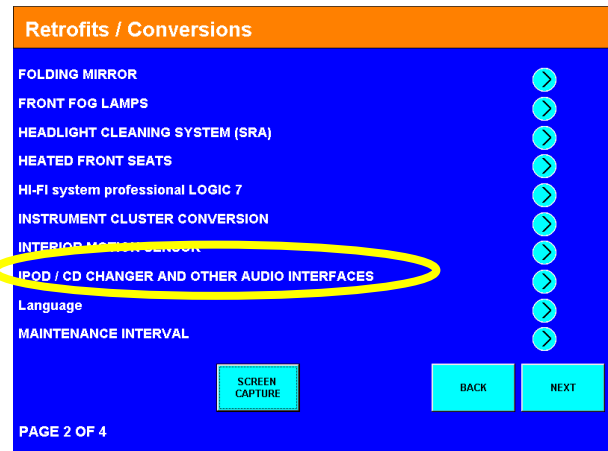 Retrofits / Conversions
FOLDING MIRROR
FRONT FOG LAMPS
HEADLIGHT CLEANING SYSTEM (SRA)
HEATED FRONT SEATS
HI-FI system professional LOGIC 7
INSTRUMENT CLUSTER CONVERSION
INTERIOR MOTION SENSOR
IPOD / CD CHANGER AND OTHER AUDIO INTERFACES
Language
MAINTENANCE INTERVAL
SCREEN
CAPTURE
BACK
NEXT
PAGE 2 OF 4